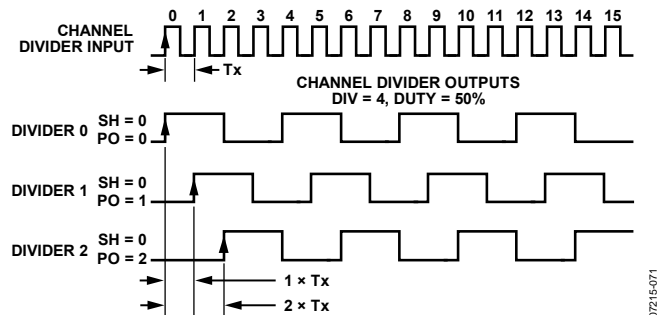 0 1 2 3 4 5 6 7 8 9 10 11 12 13 14 15
CHANNEL
DIVIDER INPUT
Tx
CHANNEL DIVIDER OUTPUTS
DIV = 4, DUTY = 50%
DIVIDER 0 SH = 0
PO = 0
DIVIDER 1 SH = 0
PO = 1
DIVIDER 2 SH = 0
PO = 2
1 × Tx
2 × Tx
07215-071